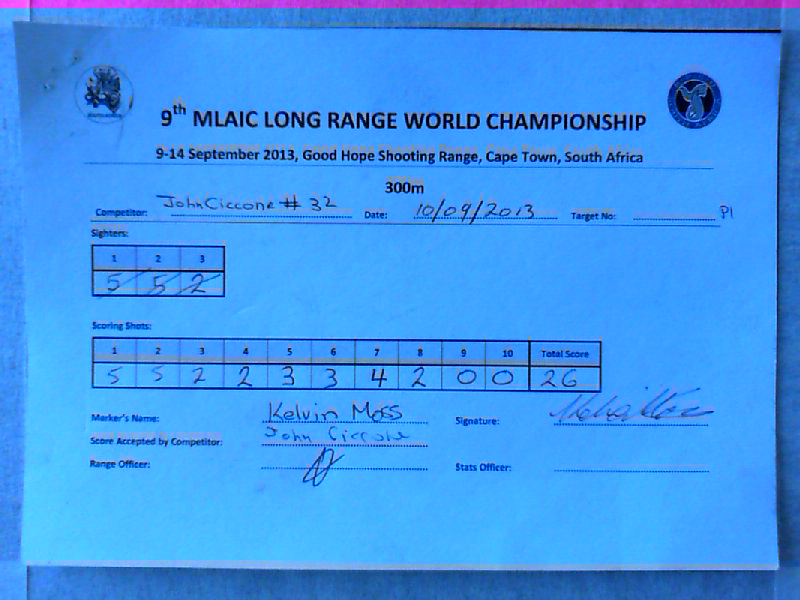 9th MLAIC LONG RANGE WORLD CHAMPIONSHIP
9-14 September 2013, Good Hope Shooting Range, Cape Town, South Africa
300m
Competitor: John Ciccone # 32 Date: 10/09/2013 Target No: P1
Sighters:
1 2 3
5 5 2
Scoring Shots:
1 2 3 4 5 6 7 8 9 10 Total Score
5 5 2 2 3 3 4 2 0 0 26
Marker's Name: Kelvin Moss Signature:
Score Accepted by Competitor: John Ciccone
Range Officer: Stats Officer: